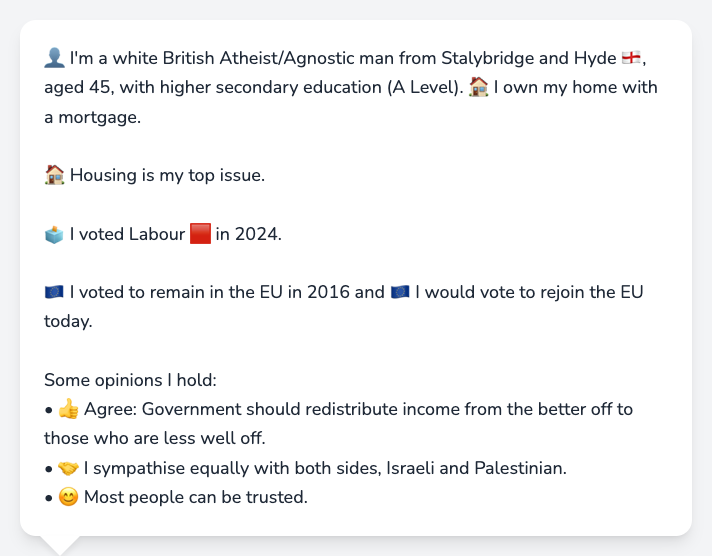 👤 I'm a white British Atheist/Agnostic man from Stalybridge and Hyde 🏴󠁧󠁢󠁥󠁮󠁧󠁿,
aged 45, with higher secondary education (A Level). 🏠 I own my home with
a mortgage.
🏠 Housing is my top issue.
🗳️ I voted Labour 🟥 in 2024.
🇪🇺 I voted to remain in the EU in 2016 and 🇪🇺 I would vote to rejoin the EU
today.
Some opinions I hold:
• 👍 Agree: Government should redistribute income from the better off to
those who are less well off.
• 🤝 I sympathise equally with both sides, Israeli and Palestinian.
• 😊 Most people can be trusted.